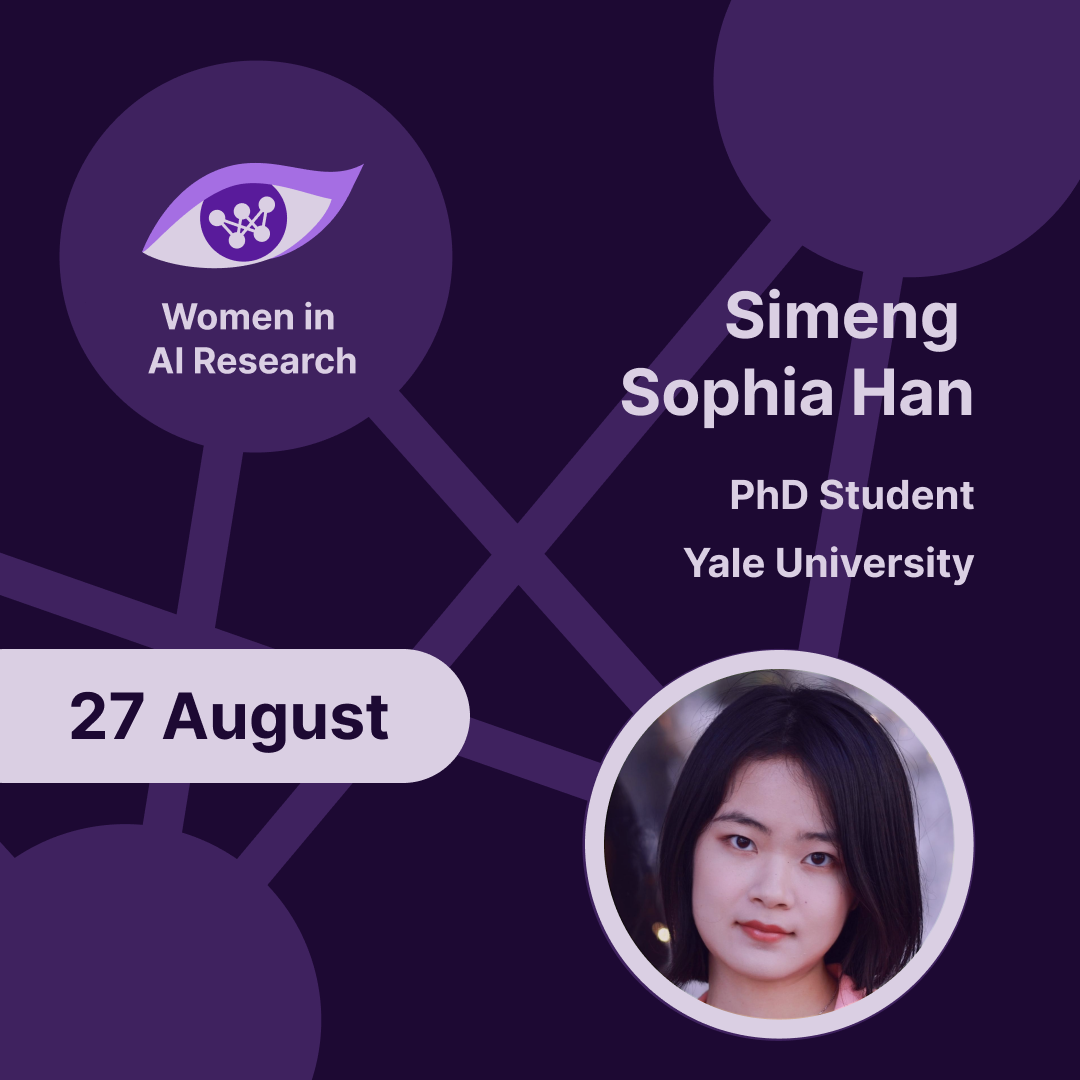 Women in
AI Research
Simeng
Sophia Han
PhD Student
Yale University
27 August